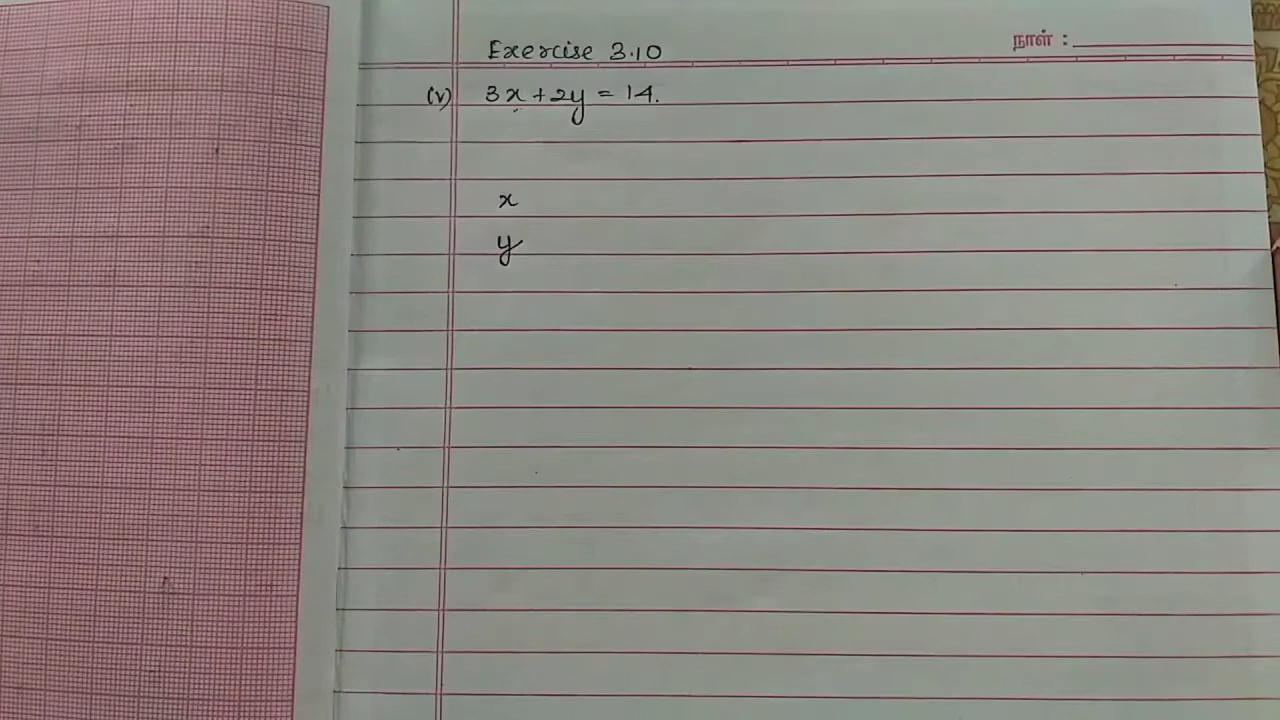 Exercise 3.10
நாள் :
(v) 3x + 2y = 14.
x
y